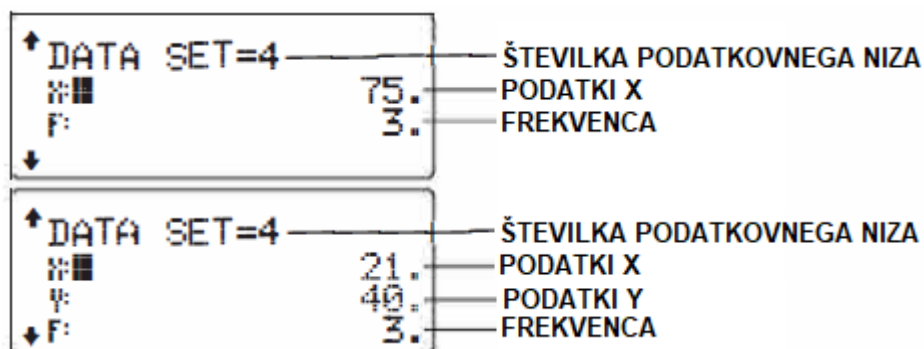 DATA SET=4 ŠTEVILKA PODATKOVNEGA NIZA
X: 75. PODATKI X
F: 3. FREKVENCA
DATA SET=4 ŠTEVILKA PODATKOVNEGA NIZA
X: 21. PODATKI X
Y: 40. PODATKI Y
F: 3. FREKVENCA